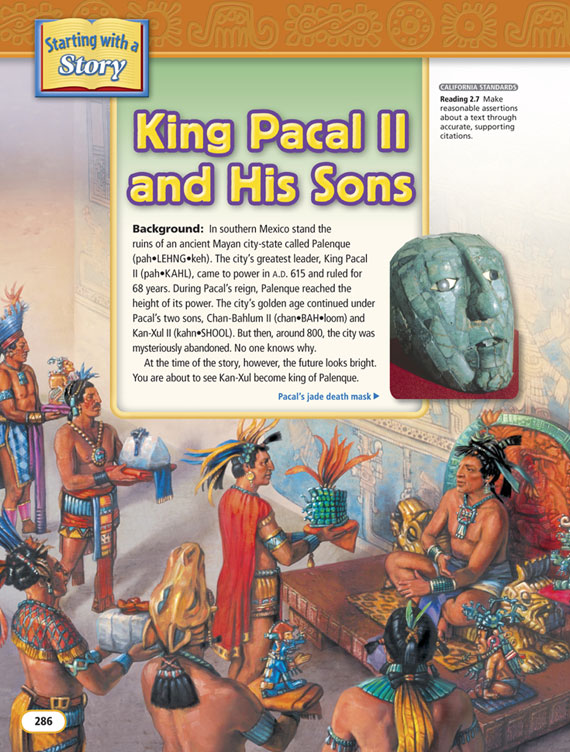 Starting with a
Story
CALIFORNIA STANDARDS
Reading 2.7 Make
reasonable assertions
about a text through
accurate, supporting
citations.
King Pacal II
and His Sons
Background: In southern Mexico stand the
ruins of an ancient Mayan city-state called Palenque
(pah•LEHNG•keh). The city's greatest leader, King Pacal
II (pah•KAHL), came to power in A.D. 615 and ruled for
68 years. During Pacal's reign, Palenque reached the
height of its power. The city's golden age continued under
Pacal's two sons, Chan-Bahlum II (chan•BAH•loom) and
Kan-Xul II (kahn•SHOOL). But then, around 800, the city was
mysteriously abandoned. No one knows why.
At the time of the story, however, the future looks bright.
You are about to see Kan-Xul become king of Palenque.
Pacal's jade death mask ▶
286